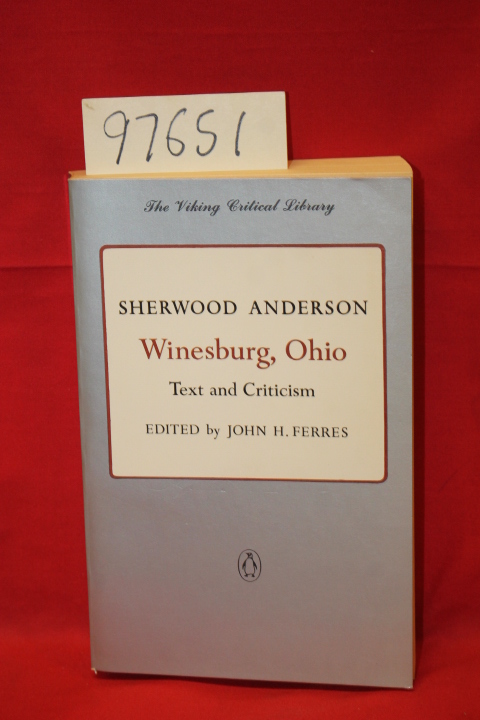 97651
The Viking Critical Library
SHERWOOD ANDERSON
Winesburg, Ohio
Text and Criticism
EDITED by JOHN H. FERRES